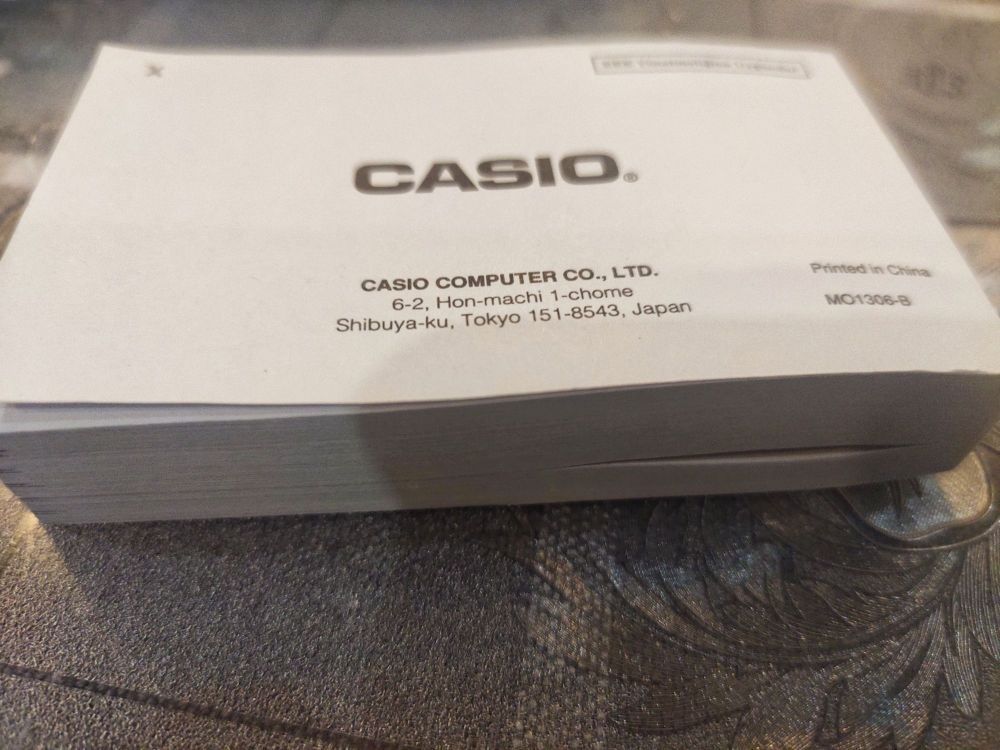 X
CASIO®
CASIO COMPUTER CO., LTD.
6-2, Hon-machi 1-chome
Shibuya-ku, Tokyo 151-8543, Japan
Printed in China
MO1306-B